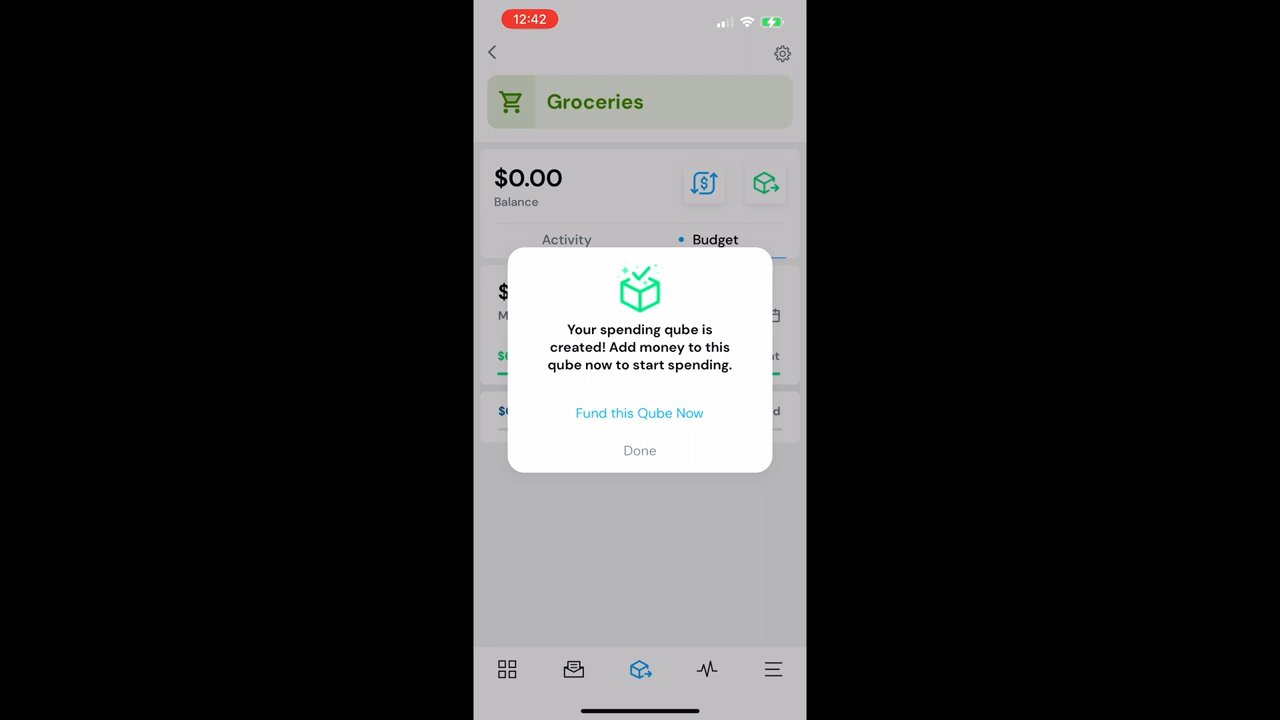 12:42
Groceries
$0.00
Balance
Activity
Budget
Your spending qube is
created! Add money to this
qube now to start spending.
Fund this Qube Now
Done